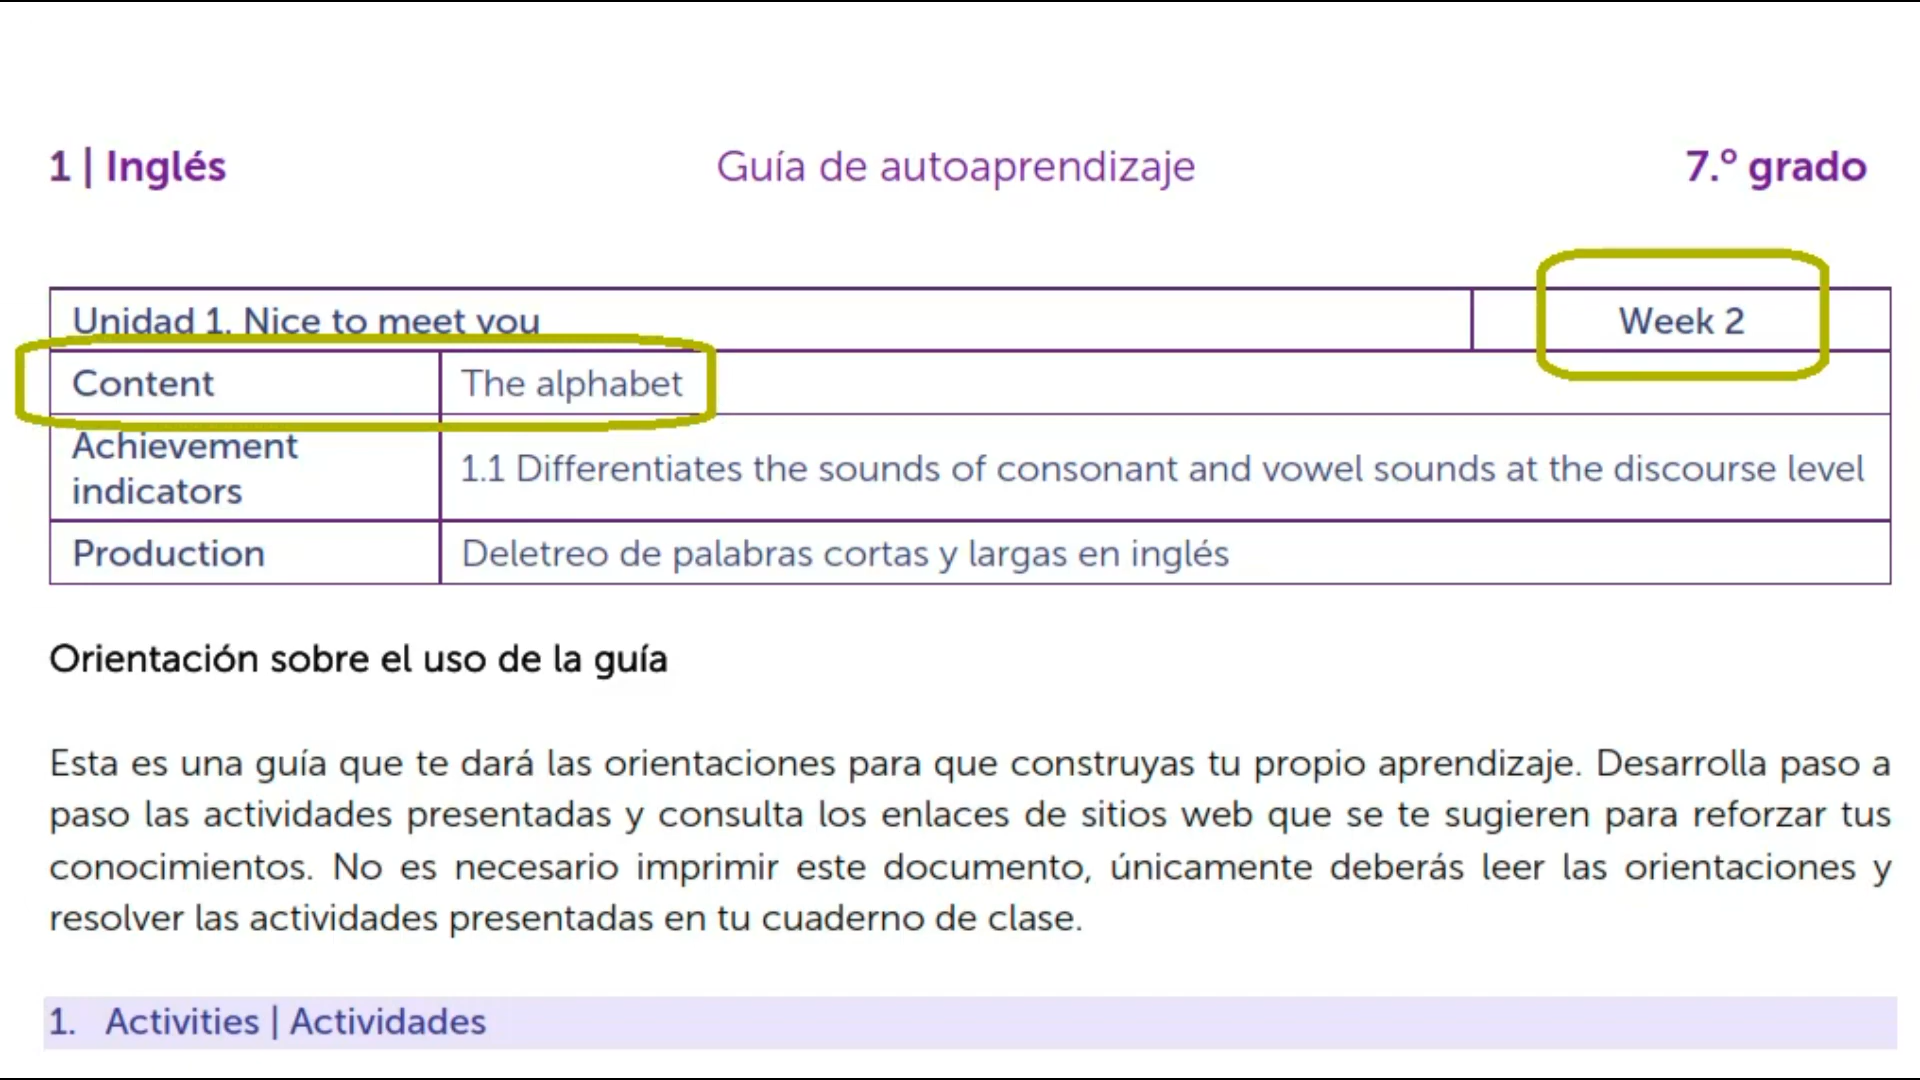 1 | Inglés Guía de autoaprendizaje 7.º grado
Unidad 1. Nice to meet you Week 2
Content The alphabet
Achievement
indicators 1.1 Differentiates the sounds of consonant and vowel sounds at the discourse level
Production Deletreo de palabras cortas y largas en inglés
Orientación sobre el uso de la guía
Esta es una guía que te dará las orientaciones para que construyas tu propio aprendizaje. Desarrolla paso a
paso las actividades presentadas y consulta los enlaces de sitios web que se te sugieren para reforzar tus
conocimientos. No es necesario imprimir este documento, únicamente deberás leer las orientaciones y
resolver las actividades presentadas en tu cuaderno de clase.
1. Activities | Actividades